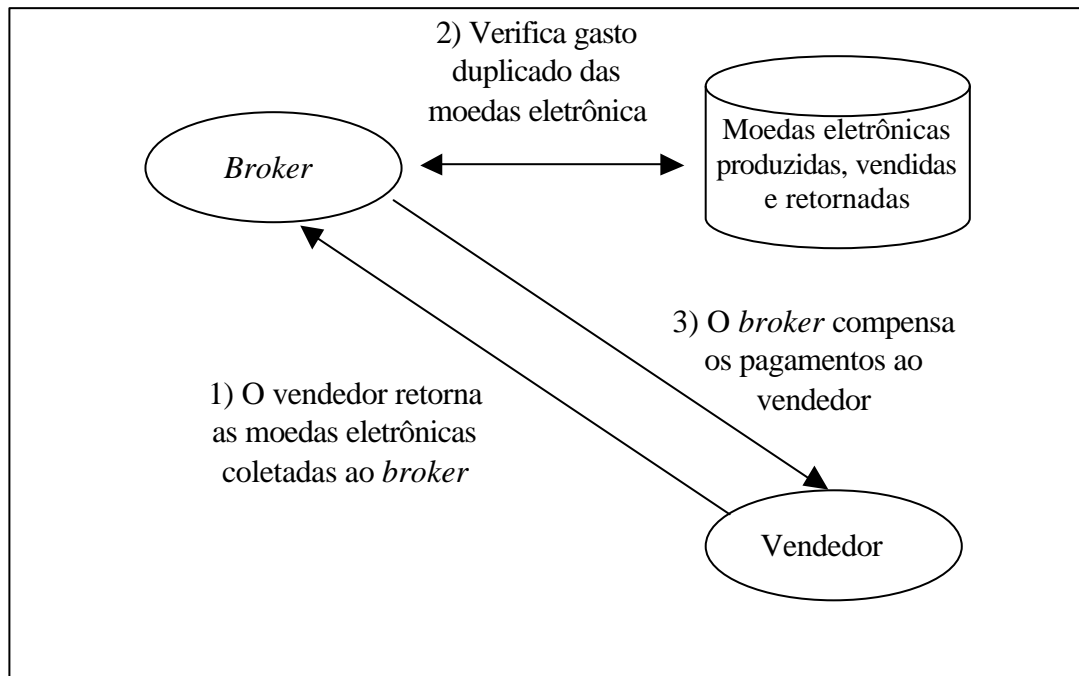 2) Verifica gasto
duplicado das
moedas eletrônica
Broker
Moedas eletrônicas
produzidas, vendidas
e retornadas
3) O broker compensa
os pagamentos ao
vendedor
1) O vendedor retorna
as moedas eletrônicas
coletadas ao broker
Vendedor